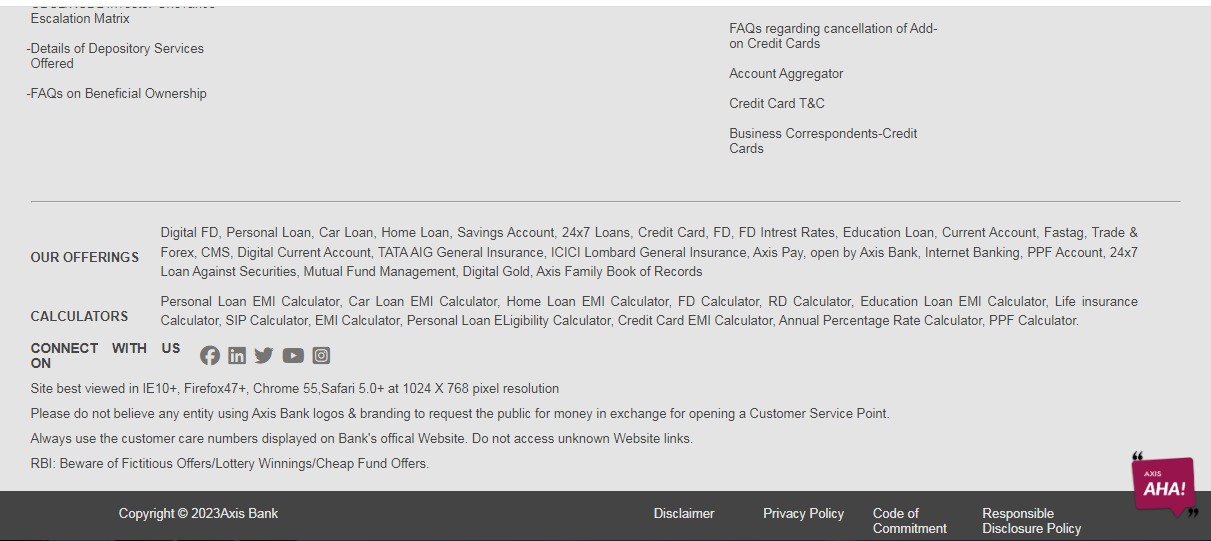 Escalation Matrix
-Details of Depository Services
Offered
-FAQs on Beneficial Ownership
FAQs regarding cancellation of Add-
on Credit Cards
Account Aggregator
Credit Card T&C
Business Correspondents-Credit
Cards
OUR OFFERINGS
Digital FD, Personal Loan, Car Loan, Home Loan, Savings Account, 24x7 Loans, Credit Card, FD, FD Intrest Rates, Education Loan, Current Account, Fastag, Trade &
Forex, CMS, Digital Current Account, TATA AIG General Insurance, ICICI Lombard General Insurance, Axis Pay, open by Axis Bank, Internet Banking, PPF Account, 24x7
Loan Against Securities, Mutual Fund Management, Digital Gold, Axis Family Book of Records
CALCULATORS
Personal Loan EMI Calculator, Car Loan EMI Calculator, Home Loan EMI Calculator, FD Calculator, RD Calculator, Education Loan EMI Calculator, Life insurance
Calculator, SIP Calculator, EMI Calculator, Personal Loan ELigibility Calculator, Credit Card EMI Calculator, Annual Percentage Rate Calculator, PPF Calculator.
CONNECT WITH US
ON
Site best viewed in IE10+, Firefox47+, Chrome 55,Safari 5.0+ at 1024 X 768 pixel resolution
Please do not believe any entity using Axis Bank logos & branding to request the public for money in exchange for opening a Customer Service Point.
Always use the customer care numbers displayed on Bank's offical Website. Do not access unknown Website links.
RBI: Beware of Fictitious Offers/Lottery Winnings/Cheap Fund Offers.
AXIS
AHA!
Copyright © 2023Axis Bank
Disclaimer
Privacy Policy
Code of
Commitment
Responsible
Disclosure Policy